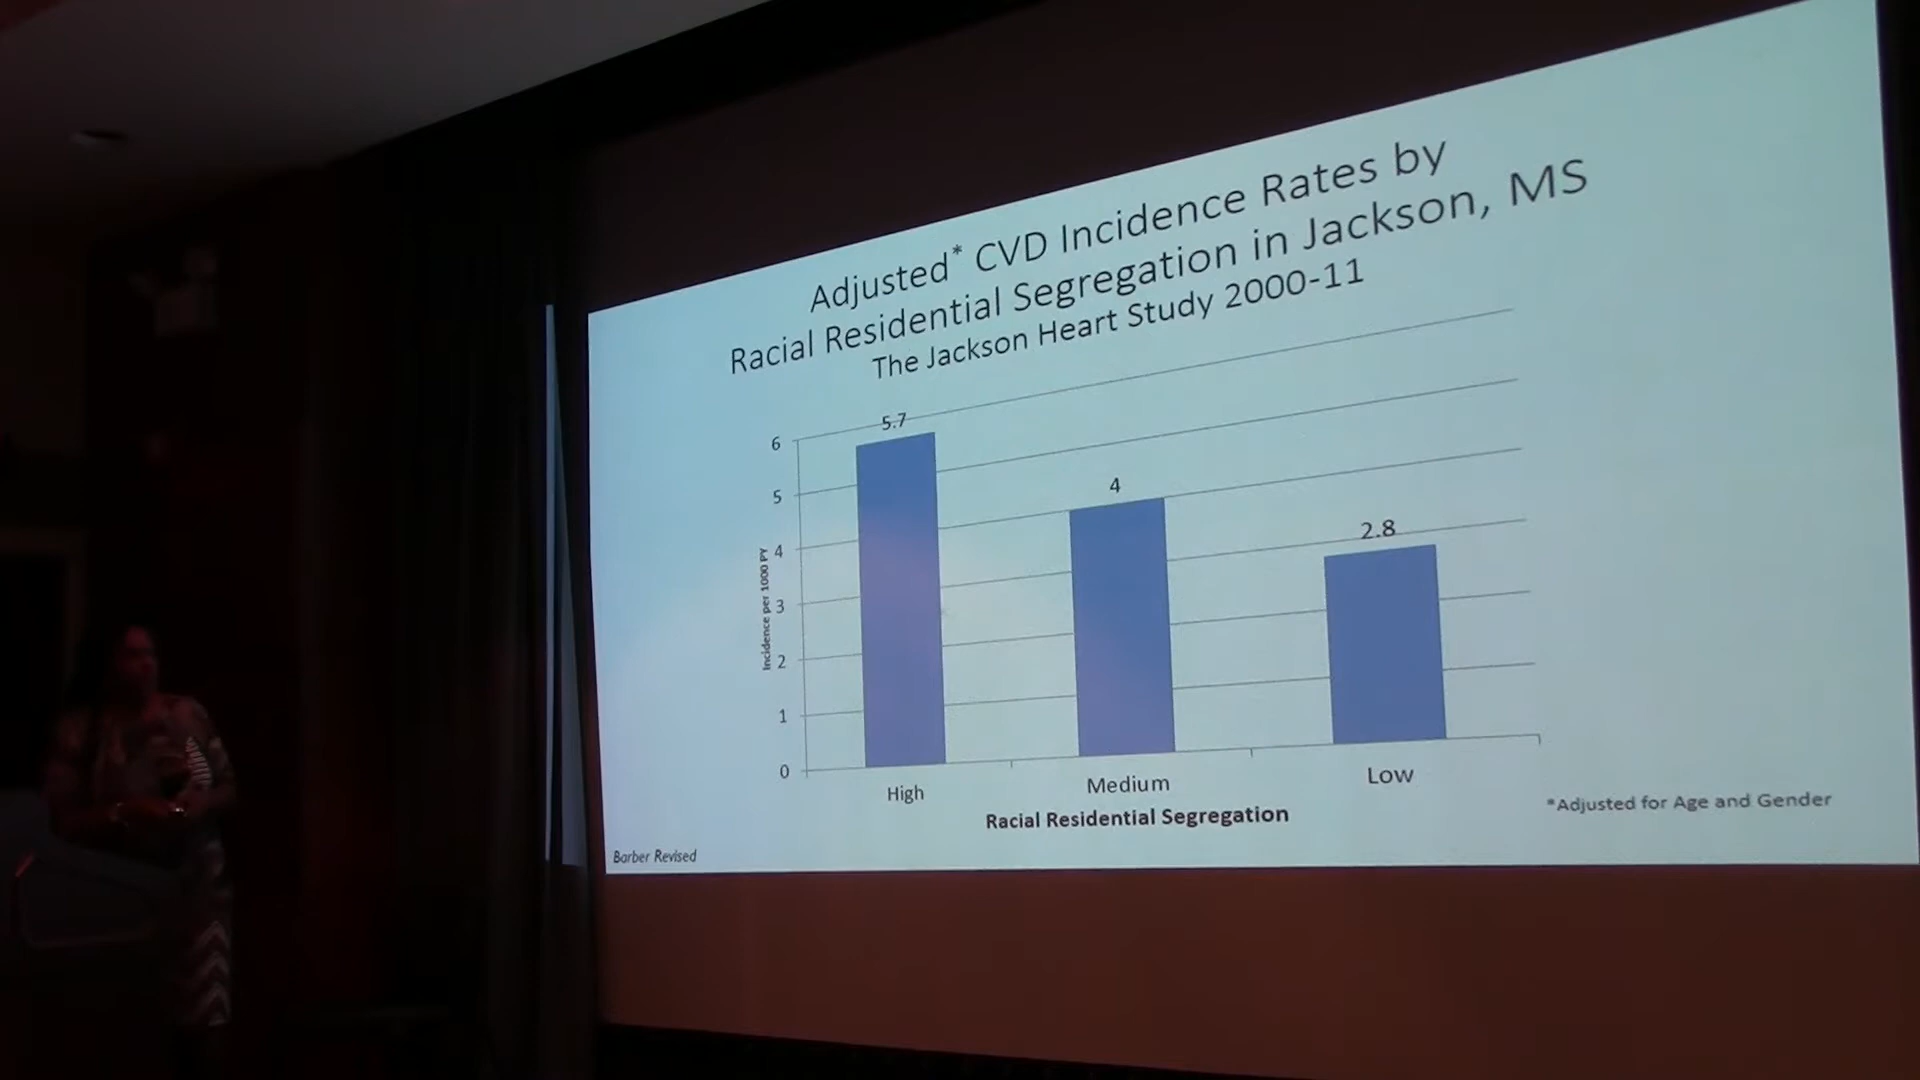 Adjusted* CVD Incidence Rates by
Racial Residential Segregation in Jackson, MS
The Jackson Heart Study 2000-11
Incidence per 1000 PY
6
5
4
3
2
1
0
5.7
4
2.8
High
Medium
Low
Racial Residential Segregation
*Adjusted for Age and Gender
Barber Revised